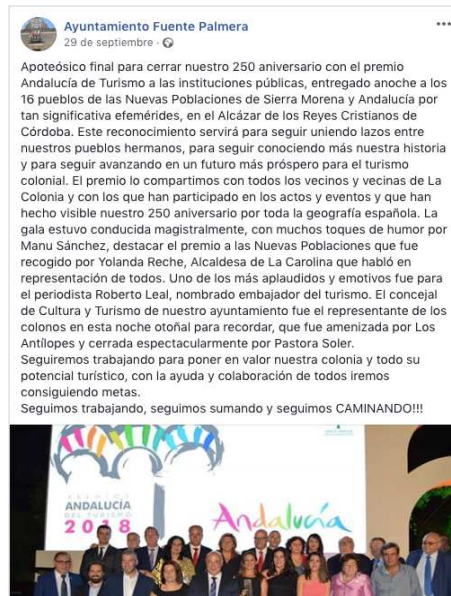 Ayuntamiento Fuente Palmera
29 de septiembre ·
Apoteósico final para cerrar nuestro 250 aniversario con el premio
Andalucía de Turismo a las instituciones públicas, entregado anoche a los
16 pueblos de las Nuevas Poblaciones de Sierra Morena y Andalucía por
tan significativa efemérides, en el Alcázar de los Reyes Cristianos de
Córdoba. Este reconocimiento servirá para seguir uniendo lazos entre
nuestros pueblos hermanos, para seguir conociendo más nuestra historia
y para seguir avanzando en un futuro más próspero para el turismo
colonial. El premio lo compartimos con todos los vecinos y vecinas de La
Colonia y con los que han participado en los actos y eventos y que han
hecho visible nuestro 250 aniversario por toda la geografía española. La
gala estuvo conducida magistralmente, con muchos toques de humor por
Manu Sánchez, destacar el premio a las Nuevas Poblaciones que fue
recogido por Yolanda Reche, Alcaldesa de La Carolina que habló en
representación de todos. Uno de los más aplaudidos y emotivos fue para
el periodista Roberto Leal, nombrado embajador del turismo. El concejal
de Cultura y Turismo de nuestro ayuntamiento fue el representante de los
colonos en esta noche otoñal para recordar, que fue amenizada por Los
Antílopes y cerrada espectacularmente por Pastora Soler.
Seguiremos trabajando para poner en valor nuestra colonia y todo su
potencial turístico, con la ayuda y colaboración de todos iremos
consiguiendo metas.
Seguimos trabajando, seguimos sumando y seguimos CAMINANDO!!!
PREMIOS
ANDALUCÍA
DEL TURISMO
2018
Andalucía